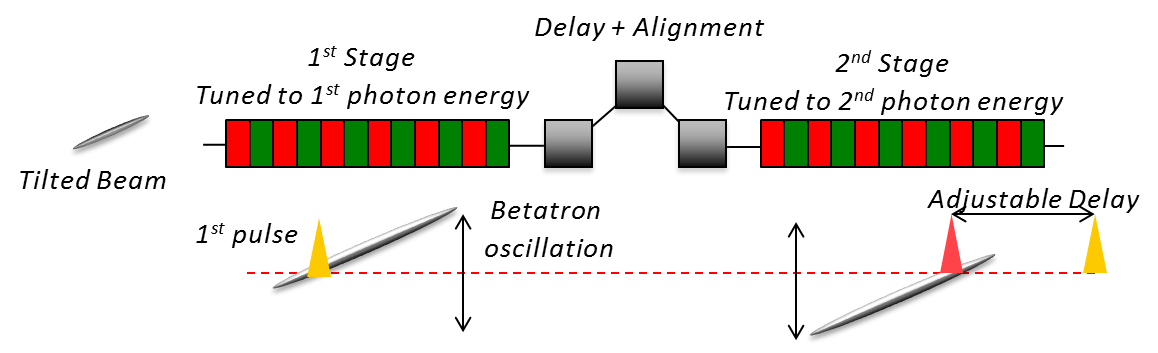 Delay + Alignment
1st Stage
Tuned to 1st photon energy
2nd Stage
Tuned to 2nd photon energy
Tilted Beam
1st pulse
Betatron
oscillation
Adjustable Delay